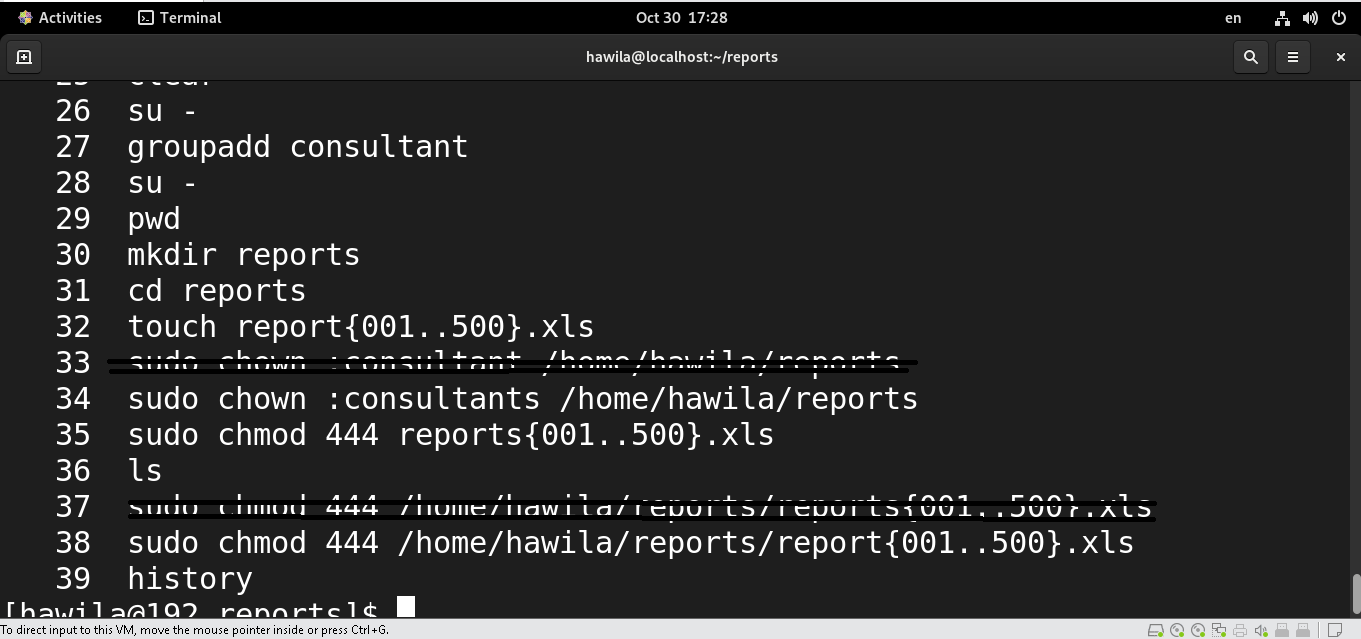 Activities Terminal Oct 30 17:28 en
hawila@localhost:~/reports
25 clear
26 su -
27 groupadd consultant
28 su -
29 pwd
30 mkdir reports
31 cd reports
32 touch report{001..500}.xls
33 sudo chown :consultant /home/hawila/reports
34 sudo chown :consultants /home/hawila/reports
35 sudo chmod 444 reports{001..500}.xls
36 ls
37 sudo chmod 444 /home/hawila/reports/reports{001..500}.xls
38 sudo chmod 444 /home/hawila/reports/report{001..500}.xls
39 history
[hawila@192 reports]$
To direct input to this VM, move the mouse pointer inside or press Ctrl+G.